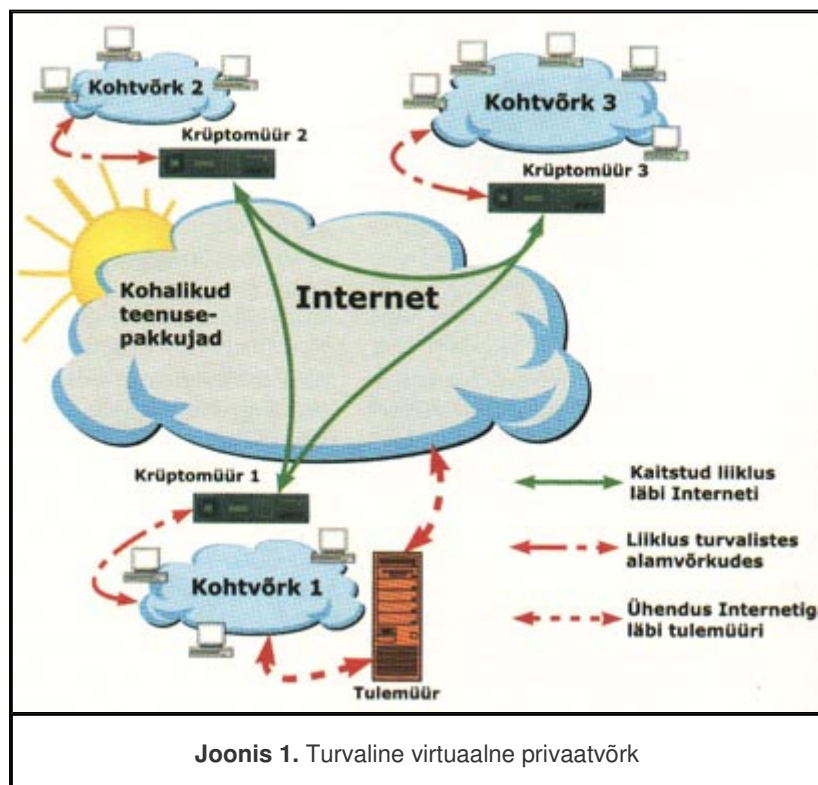 Kohtvõrk 2
Kohtvõrk 3
Krüptomüür 2
Krüptomüür 3
Kohalikud
teenuse-
pakkujad
Internet
Krüptomüür 1
Kohtvõrk 1
Tulemüür
Kaitstud liiklus
läbi Interneti
Liiklus turvalistes
alamvõrkudes
Ühendus Internetiga
läbi tulemüüri
Joonis 1. Turvaline virtuaalne privaatvõrk